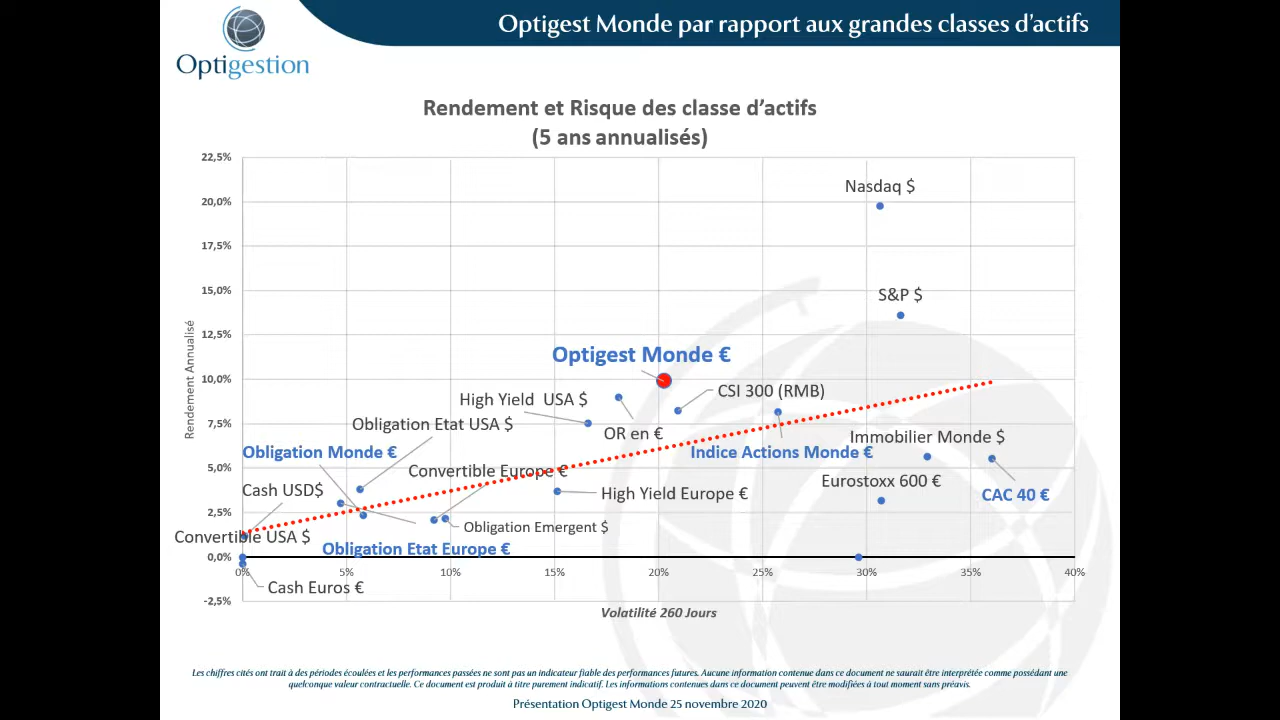 Optigest Monde par rapport aux grandes classes d'actifs
Optigestion
Rendement et Risque des classe d'actifs
(5 ans annualisés)
22,5%
20,0%
17,5%
15,0%
12,5%
10,0%
7,5%
5,0%
2,5%
0,0%
-2,5%
Rendement Annualisé
Nasdaq $
S&P $
Optigest Monde €
CSI 300 (RMB)
High Yield USA $
Obligation Etat USA $
OR en €
Immobilier Monde $
Obligation Monde €
Indice Actions Monde €
Convertible Europe €
Eurostoxx 600 €
Cash USD$
High Yield Europe €
CAC 40 €
Obligation Emergent $
Convertible USA $
Obligation Etat Europe €
Cash Euros €
0%
5%
10%
15%
20%
25%
30%
35%
40%
Volatilité 260 Jours
Les chiffres cités ont trait à des périodes écoulées et les performances passées ne sont pas un indicateur fiable des performances futures. Aucune information contenue dans ce document ne saurait être interprétée comme possédant une
quelconque valeur contractuelle. Ce document est produit à titre purement indicatif. Les informations contenues dans ce document peuvent être modifiées à tout moment sans préavis.
Présentation Optigest Monde 25 novembre 2020